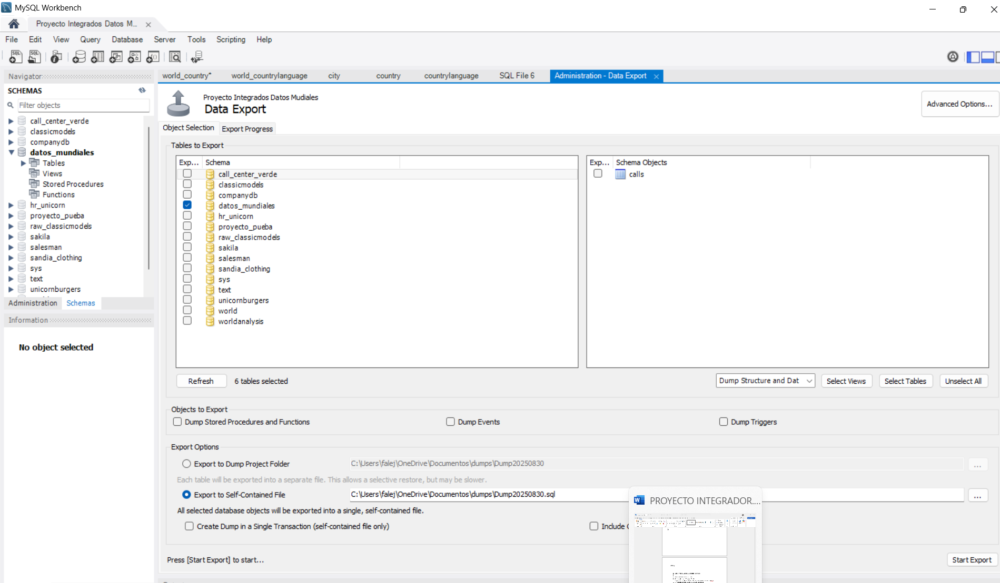 MySQL Workbench
Proyecto Integrados Datos M...
File Edit View Query Database Server Tools Scripting Help
Navigator
SCHEMAS
Filter objects
call_center_verde
classicmodels
companydb
datos_mundiales
Tables
Views
Stored Procedures
Functions
hr_unicorn
proyecto_pueba
raw_classicmodels
sakila
salesman
sandia_clothing
sys
text
unicornburgers
Administration Schemas
Information
No object selected
world_country* world_countrylanguage city country countrylanguage SQL File 6 Administration - Data Export
Proyecto Integrados Datos Mudiales
Data Export
Advanced Options...
Object Selection Export Progress
Tables to Export
Exp... Schema
call_center_verde
classicmodels
companydb
datos_mundiales
hr_unicorn
proyecto_pueba
raw_classicmodels
sakila
salesman
sandia_clothing
sys
text
unicornburgers
world
worldanalysis
Exp... Schema Objects
calls
Refresh 6 tables selected Dump Structure and Dat Select Views Select Tables Unselect All
Objects to Export
Dump Stored Procedures and Functions Dump Events Dump Triggers
Export Options
Export to Dump Project Folder C:\Users\falej\OneDrive\Documentos\dumps\Dump20250830 ...
Each table will be exported into a separate file. This allows a selective restore, but may be slower.
Export to Self-Contained File C:\Users\falej\OneDrive\Documentos\dumps\Dump20250830.sql ...
All selected database objects will be exported into a single, self-contained file.
Create Dump in a Single Transaction (self-contained file only) Include
PROYECTO INTEGRADOR....
Press [Start Export] to start...
Start Export